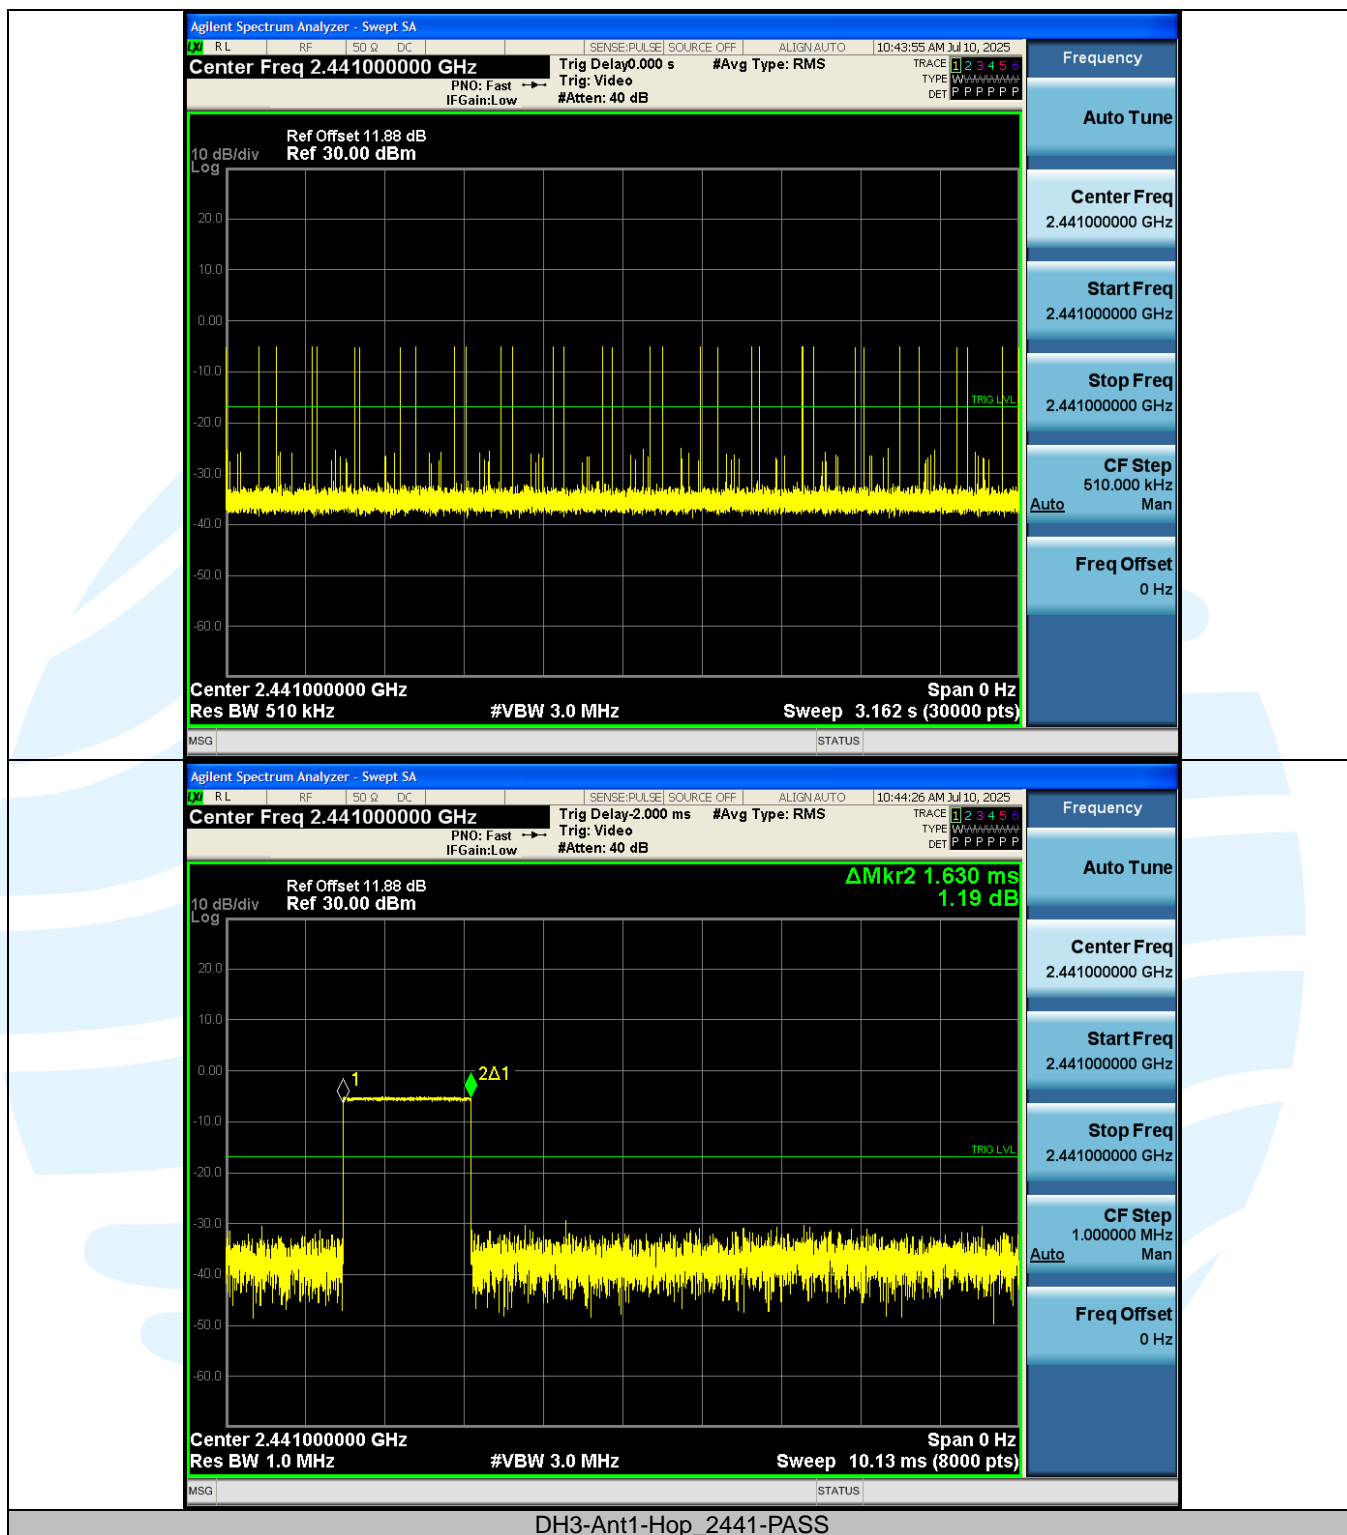 Agilent Spectrum Analyzer - Swept SA
LXI RL RF 50 Ω DC SENSE:PULSE SOURCE OFF ALIGN AUTO 10:43:55 AM Jul 10, 2025
Center Freq 2.441000000 GHz
PNO: Fast
IFGain:Low
Trig Delay0.000 s
Trig: Video
#Atten: 40 dB
#Avg Type: RMS
TRACE 1 2 3 4 5 6
TYPE WWWWWW
DET P P P P P P
Ref Offset 11.88 dB
10 dB/div Ref 30.00 dBm
Log
20.0
10.0
0.00
-10.0
TRIG LVL
-20.0
-30.0
-40.0
-50.0
-60.0
Center 2.441000000 GHz Span 0 Hz
Res BW 510 kHz #VBW 3.0 MHz Sweep 3.162 s (30000 pts)
MSG STATUS
Frequency
Auto Tune
Center Freq
2.441000000 GHz
Start Freq
2.441000000 GHz
Stop Freq
2.441000000 GHz
CF Step
510.000 kHz
Auto Man
Freq Offset
0 Hz
Agilent Spectrum Analyzer - Swept SA
LXI RL RF 50 Ω DC SENSE:PULSE SOURCE OFF ALIGN AUTO 10:44:26 AM Jul 10, 2025
Center Freq 2.441000000 GHz
PNO: Fast
IFGain:Low
Trig Delay-2.000 ms
Trig: Video
#Atten: 40 dB
#Avg Type: RMS
TRACE 1 2 3 4 5 6
TYPE WWWWWW
DET P P P P P P
ΔMkr2 1.630 ms
1.19 dB
Ref Offset 11.88 dB
10 dB/div Ref 30.00 dBm
Log
20.0
10.0
0.00
1
2Δ1
-10.0
TRIG LVL
-20.0
-30.0
-40.0
-50.0
-60.0
Center 2.441000000 GHz Span 0 Hz
Res BW 1.0 MHz #VBW 3.0 MHz Sweep 10.13 ms (8000 pts)
MSG STATUS
Frequency
Auto Tune
Center Freq
2.441000000 GHz
Start Freq
2.441000000 GHz
Stop Freq
2.441000000 GHz
CF Step
1.000000 MHz
Auto Man
Freq Offset
0 Hz
DH3-Ant1-Hop_2441-PASS